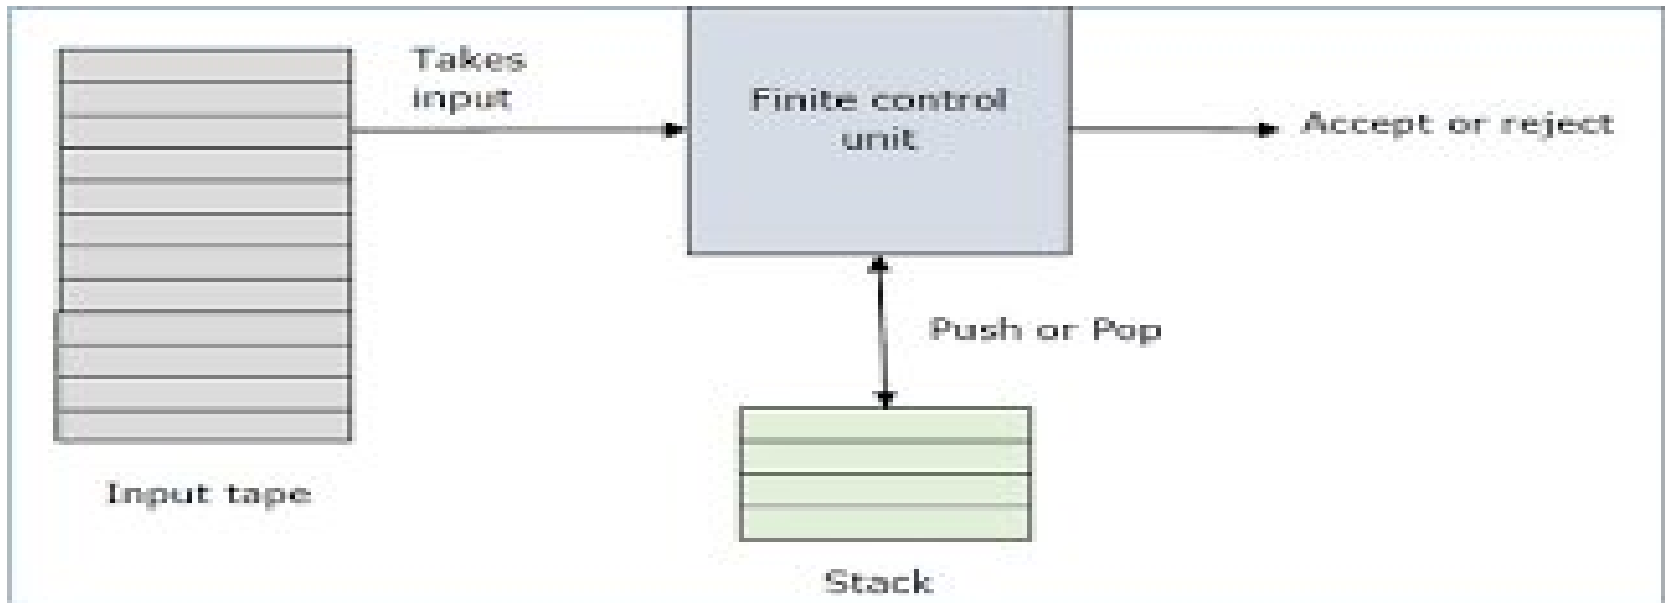 Takes
input
Finite control
unit
Accept or reject
Push or Pop
Input tape
Stack